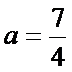 a = 7/4